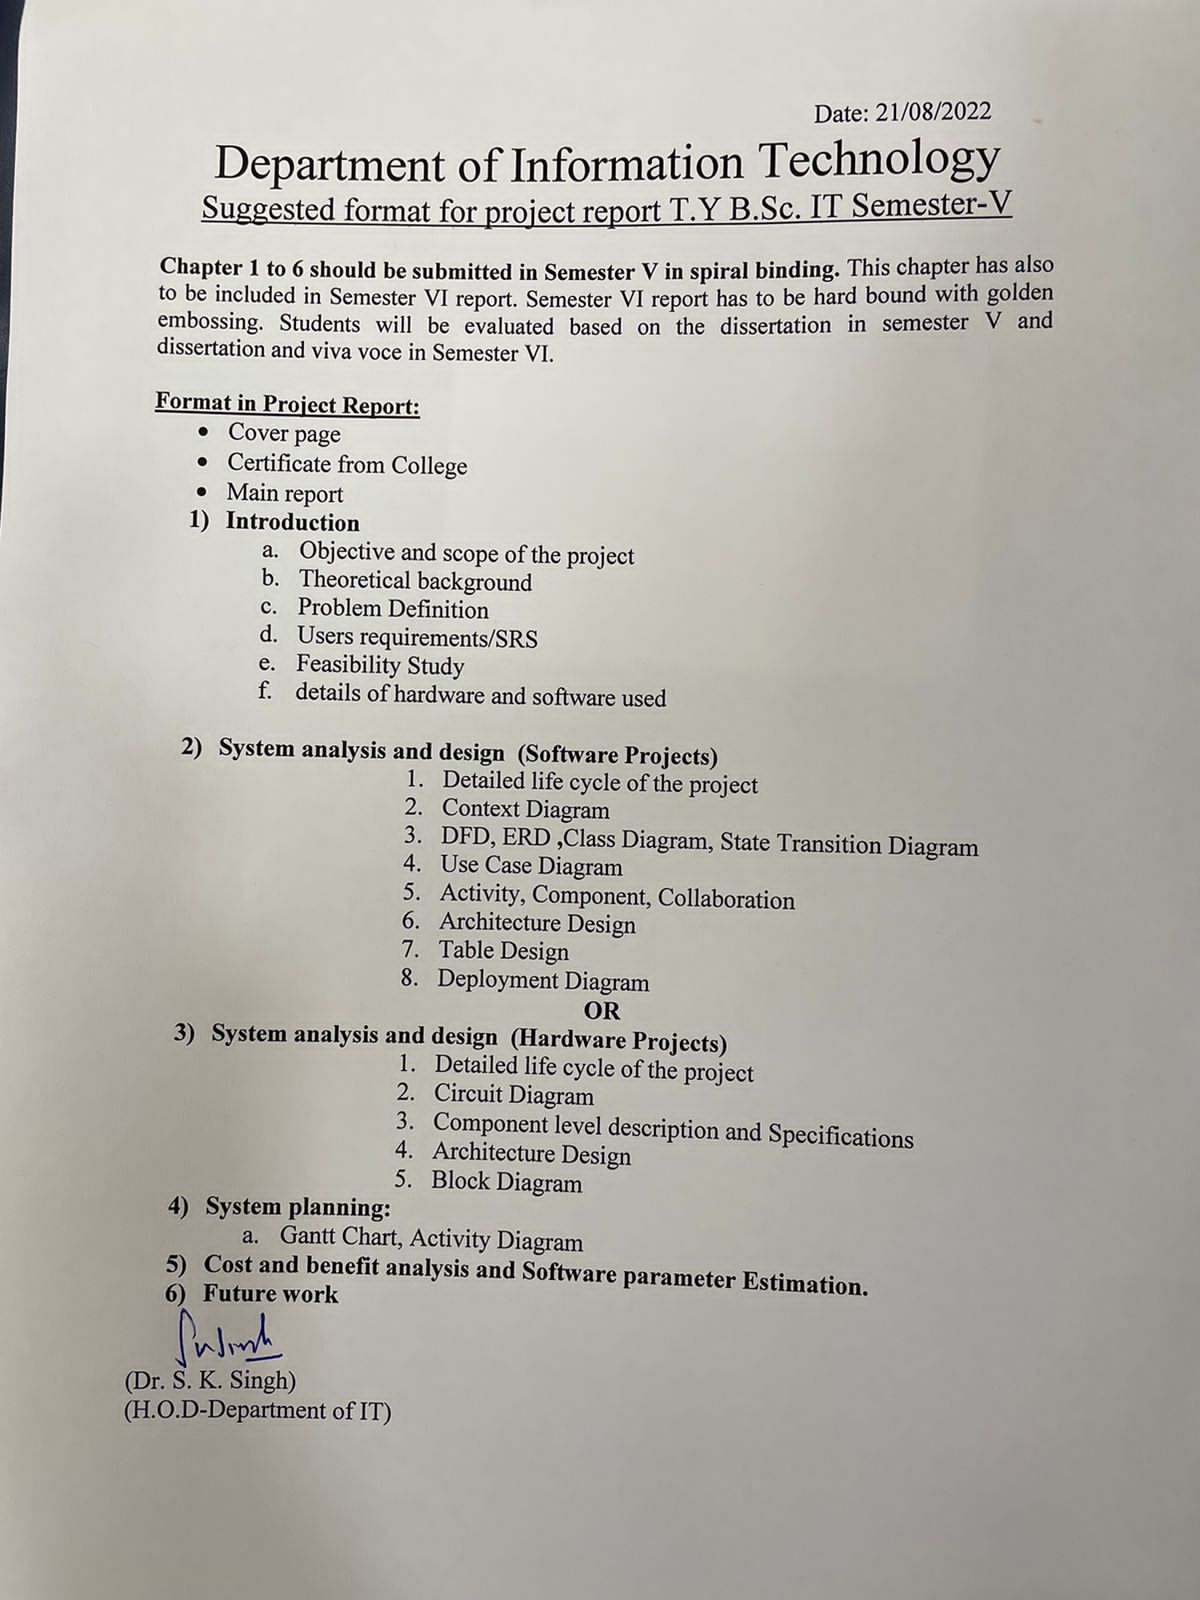 Date: 21/08/2022
Department of Information Technology
Suggested format for project report T.Y B.Sc. IT Semester-V
Chapter 1 to 6 should be submitted in Semester V in spiral binding. This chapter has also
to be included in Semester VI report. Semester VI report has to be hard bound with golden
embossing. Students will be evaluated based on the dissertation in semester V and
dissertation and viva voce in Semester VI.
Format in Project Report:
• Cover page
• Certificate from College
• Main report
1) Introduction
a. Objective and scope of the project
b. Theoretical background
c. Problem Definition
d. Users requirements/SRS
e. Feasibility Study
f. details of hardware and software used
2) System analysis and design (Software Projects)
1. Detailed life cycle of the project
2. Context Diagram
3. DFD, ERD ,Class Diagram, State Transition Diagram
4. Use Case Diagram
5. Activity, Component, Collaboration
6. Architecture Design
7. Table Design
8. Deployment Diagram
OR
3) System analysis and design (Hardware Projects)
1. Detailed life cycle of the project
2. Circuit Diagram
3. Component level description and Specifications
4. Architecture Design
5. Block Diagram
4) System planning:
a. Gantt Chart, Activity Diagram
5) Cost and benefit analysis and Software parameter Estimation.
6) Future work
(Dr. S. K. Singh)
(H.O.D-Department of IT)